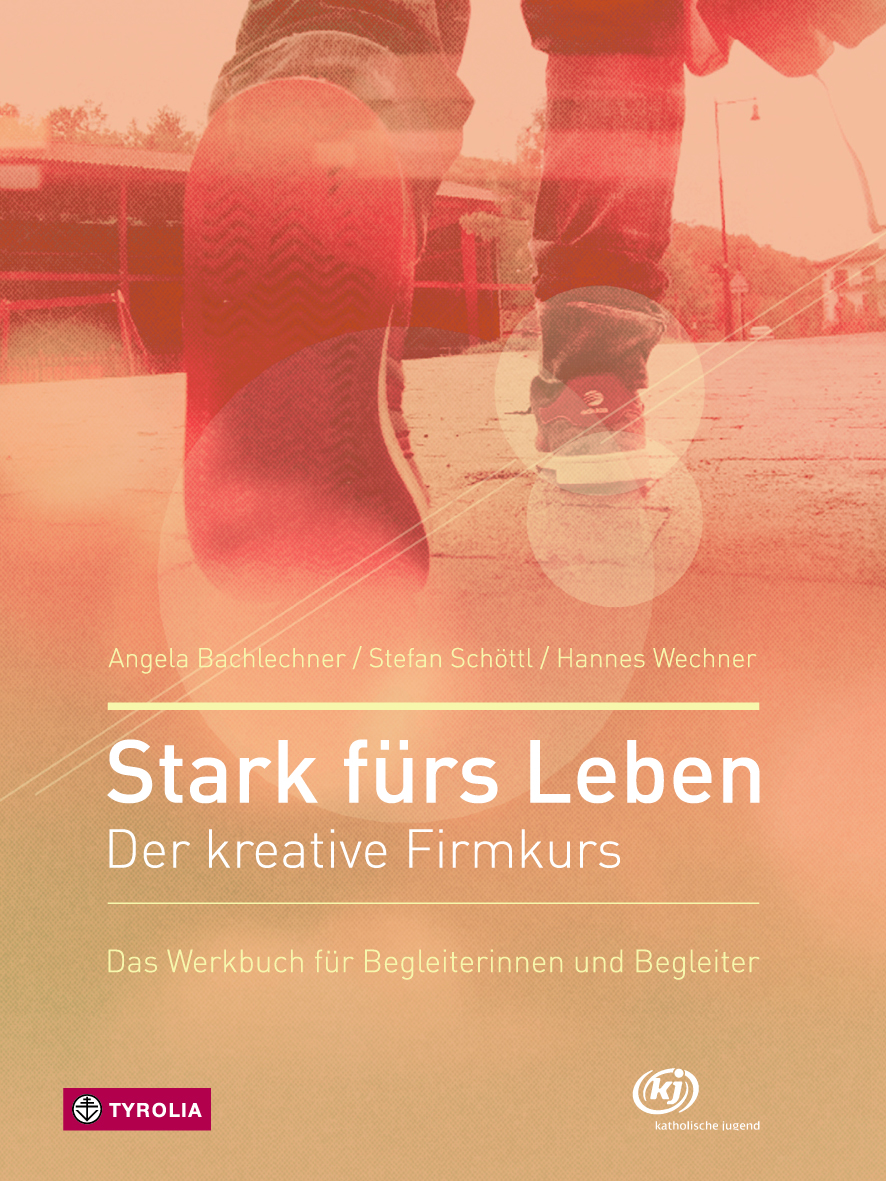 Angela Bachlechner / Stefan Schöttl / Hannes Wechner
Stark fürs Leben
Der kreative Firmkurs
Das Werkbuch für Begleiterinnen und Begleiter
TYROLIA
kj
katholische jugend